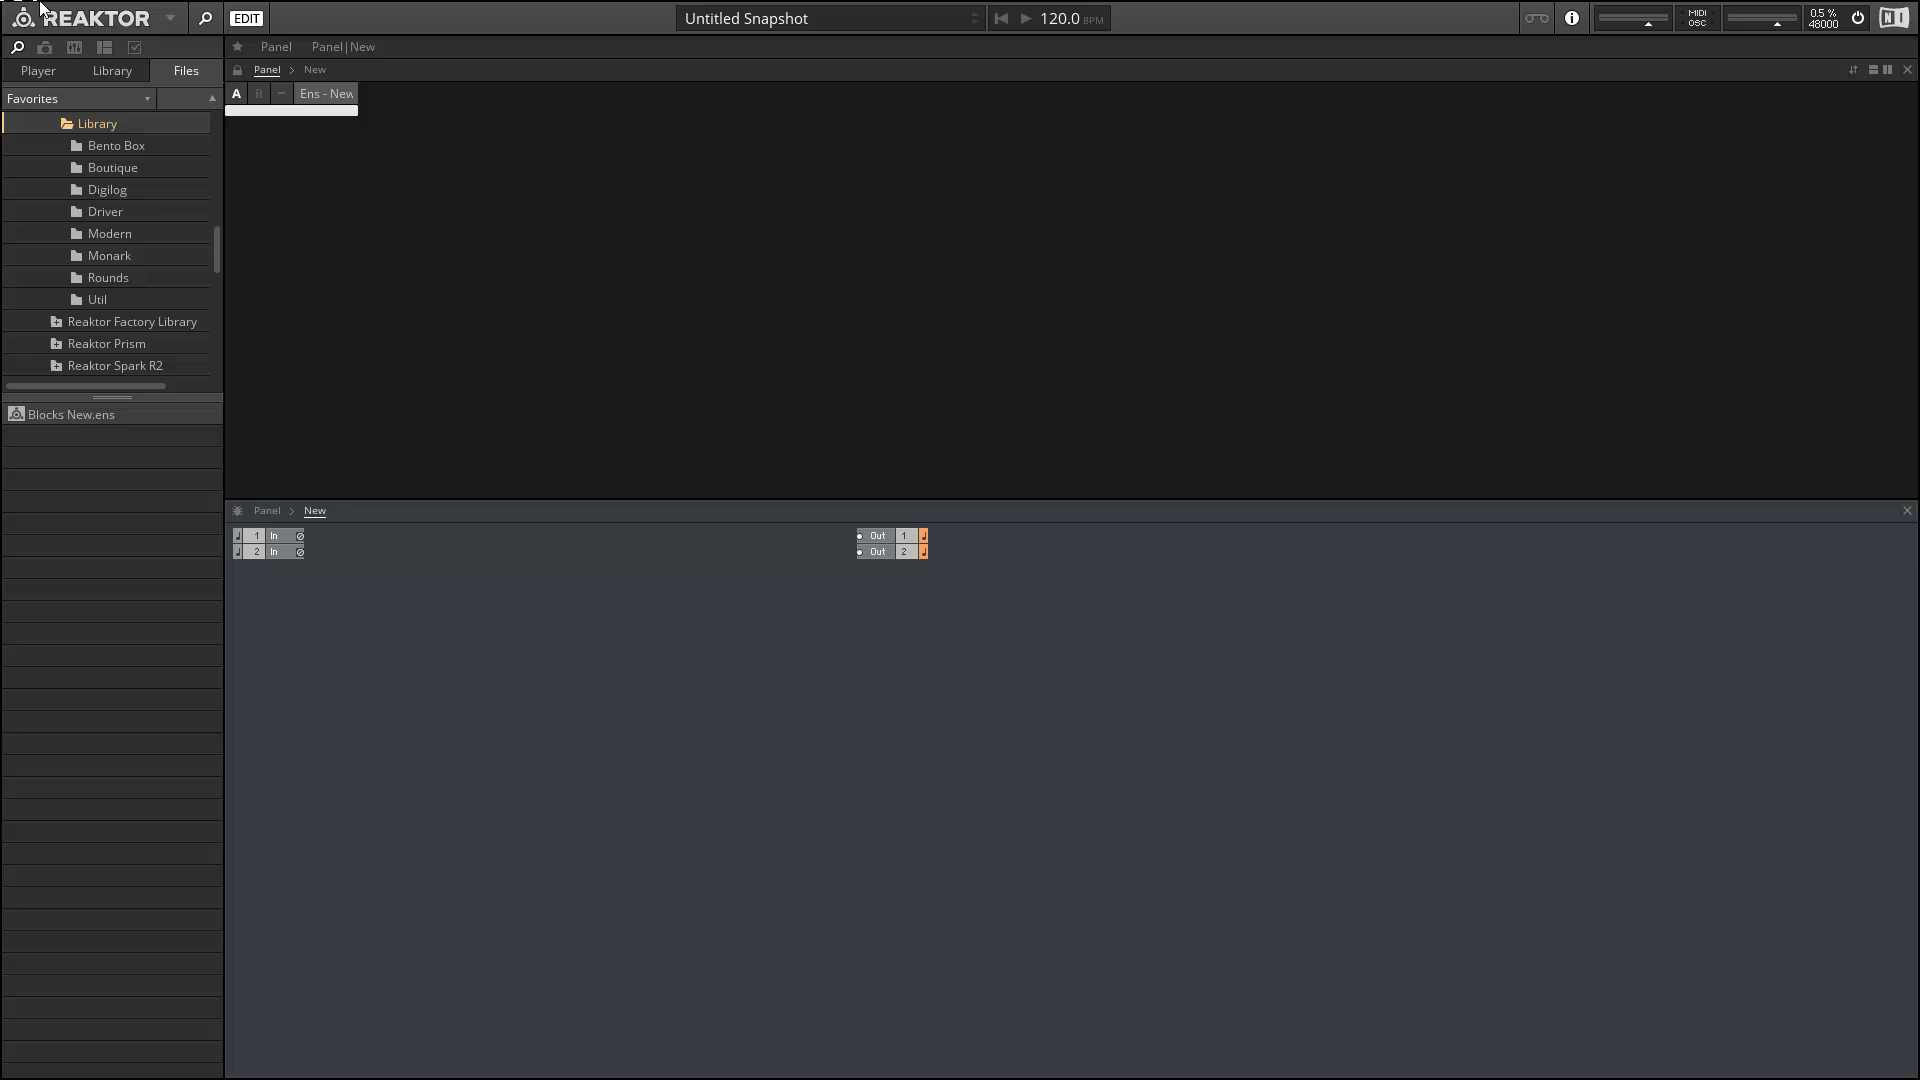 REAKTOR
EDIT
Untitled Snapshot
120.0 BPM
MIDI
OSC
0.5 %
48000
NI
Panel
Panel|New
Player
Library
Files
Panel > New
Favorites
A B − Ens - New
Library
Bento Box
Boutique
Digilog
Driver
Modern
Monark
Rounds
Util
Reaktor Factory Library
Reaktor Prism
Reaktor Spark R2
Blocks New.ens
Panel > New
1 In
2 In
Out 1
Out 2